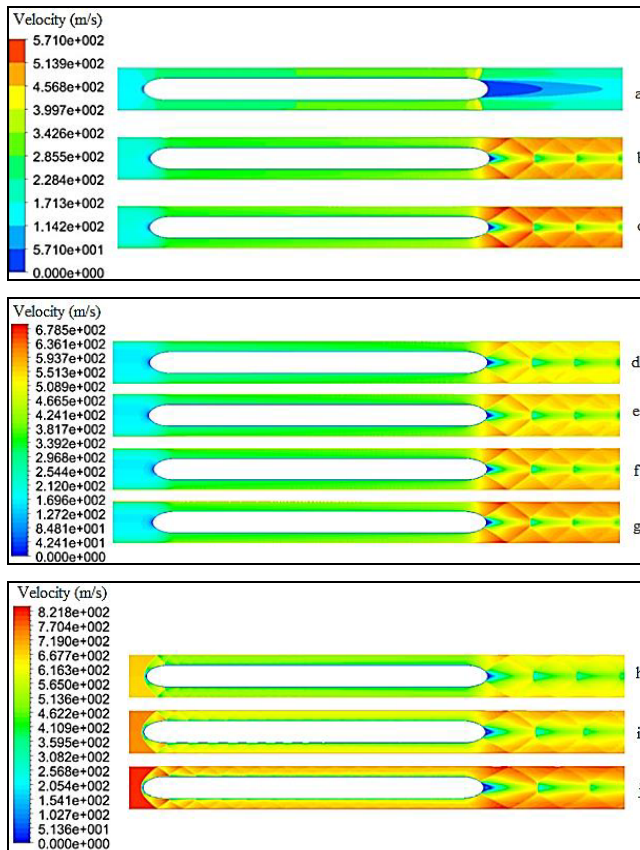 Velocity (m/s)
5.710e+002
5.139e+002
4.568e+002
3.997e+002
3.426e+002
2.855e+002
2.284e+002
1.713e+002
1.142e+002
5.710e+001
0.000e+000
a
b
c
Velocity (m/s)
6.785e+002
6.361e+002
5.937e+002
5.513e+002
5.089e+002
4.665e+002
4.241e+002
3.817e+002
3.392e+002
2.968e+002
2.544e+002
2.120e+002
1.696e+002
1.272e+002
8.481e+001
4.241e+001
0.000e+000
d
e
f
g
Velocity (m/s)
8.218e+002
7.704e+002
7.190e+002
6.677e+002
6.163e+002
5.650e+002
5.136e+002
4.622e+002
4.109e+002
3.595e+002
3.082e+002
2.568e+002
2.054e+002
1.541e+002
1.027e+002
5.136e+001
0.000e+000
h
i
j